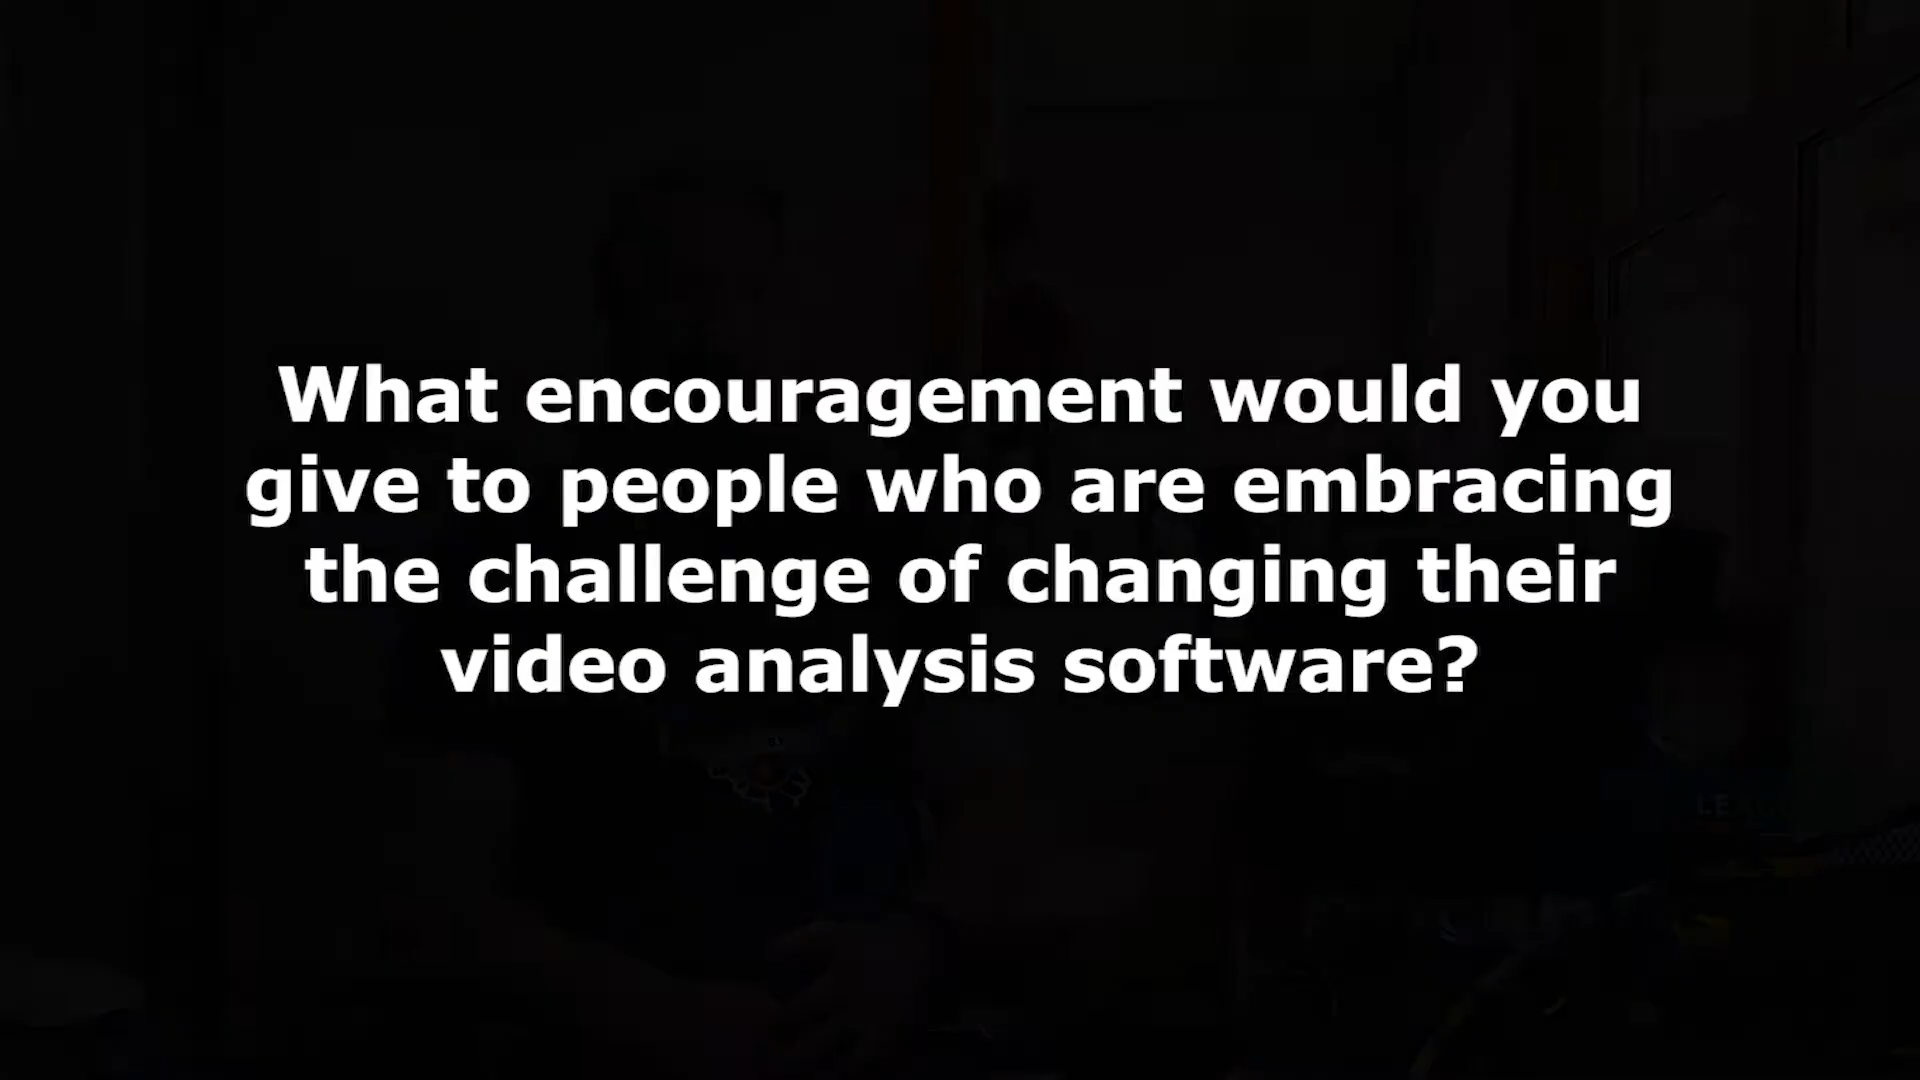 What encouragement would you
give to people who are embracing
the challenge of changing their
video analysis software?